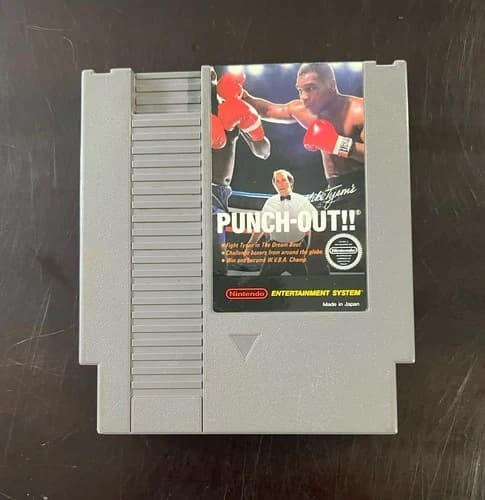 Mike Tyson's
PUNCH-OUT!!®
• Fight Tyson in The Dream Bout.
• Challenge boxers from around the globe.
• Win and become W.V.B.A. Champ.
Nintendo
Nintendo ENTERTAINMENT SYSTEM
Made in Japan